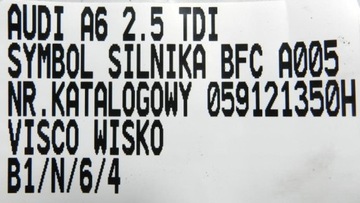 AUDI A6 2.5 TDI
SYMBOL SILNIKA BFC A005
NR.KATALOGOWY 059121350H
VISCO WISKO
B1/N/6/4